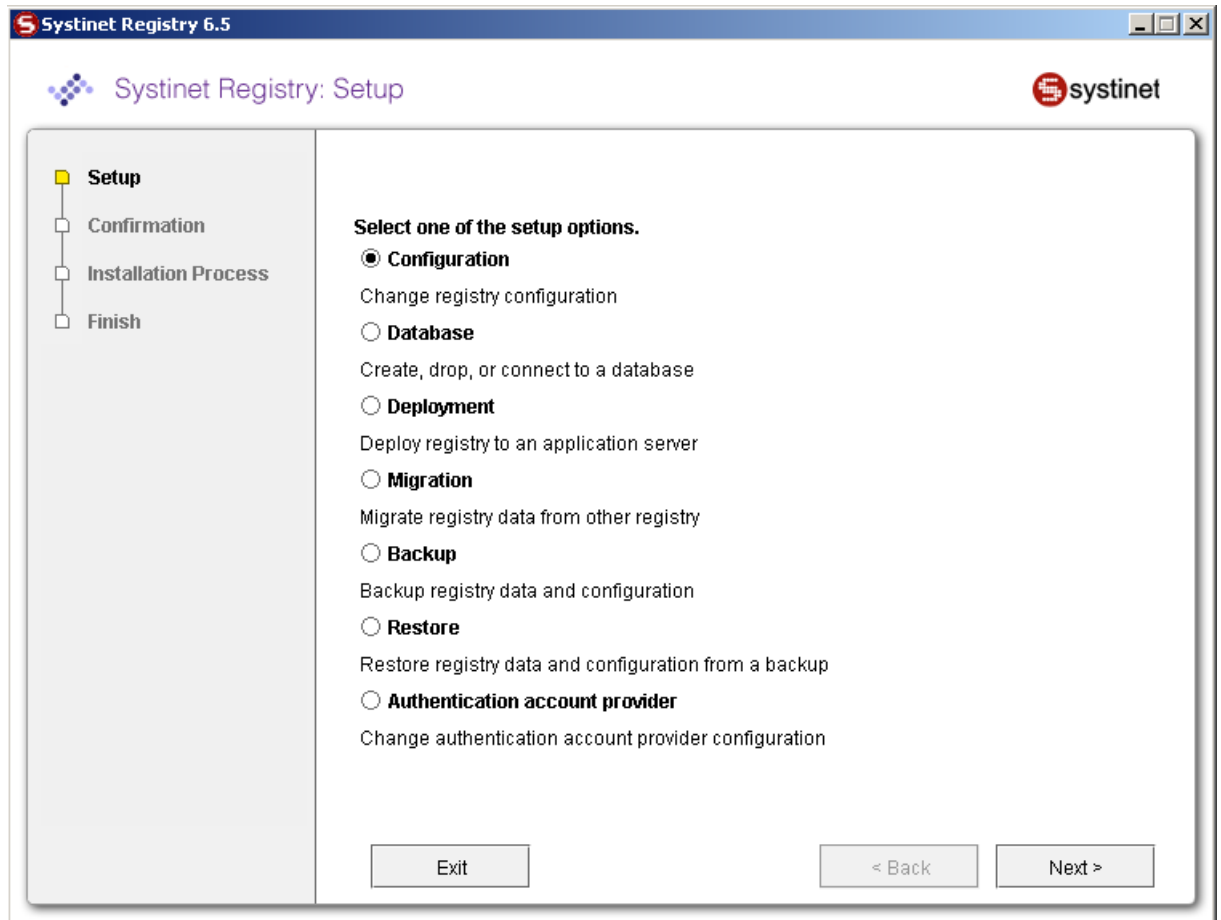 Systinet Registry 6.5
Systinet Registry: Setup
systinet
Setup
Confirmation
Installation Process
Finish
Select one of the setup options.
Configuration
Change registry configuration
Database
Create, drop, or connect to a database
Deployment
Deploy registry to an application server
Migration
Migrate registry data from other registry
Backup
Backup registry data and configuration
Restore
Restore registry data and configuration from a backup
Authentication account provider
Change authentication account provider configuration
Exit
< Back
Next >